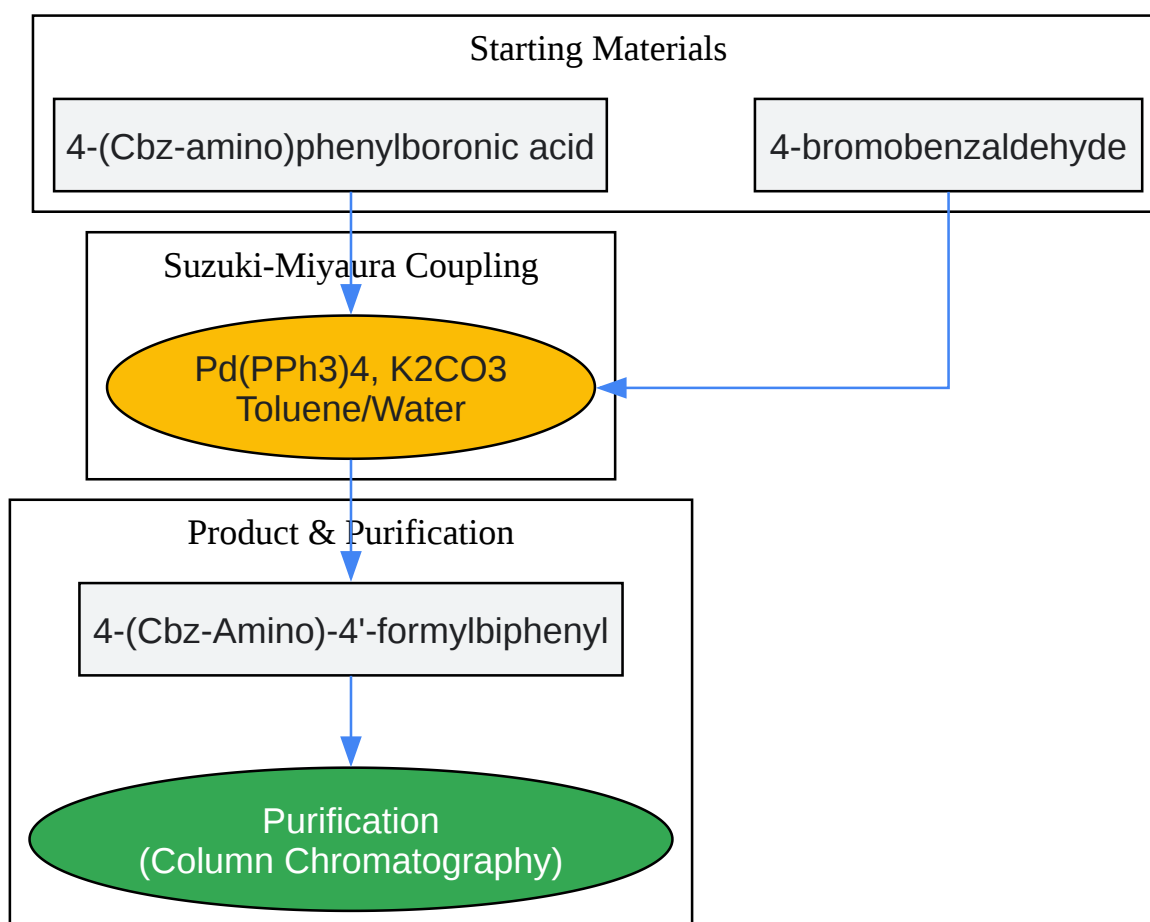 Starting Materials
4-(Cbz-amino)phenylboronic acid
4-bromobenzaldehyde
Suzuki-Miyaura Coupling
Pd(PPh3)4, K2CO3
Toluene/Water
Product & Purification
4-(Cbz-Amino)-4'-formylbiphenyl
Purification
(Column Chromatography)